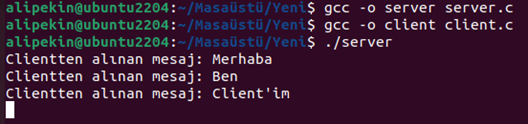 alipekin@ubuntu2204:~/Masaüstü/Yeni$ gcc -o server server.c
alipekin@ubuntu2204:~/Masaüstü/Yeni$ gcc -o client client.c
alipekin@ubuntu2204:~/Masaüstü/Yeni$ ./server
Clientten alınan mesaj: Merhaba
Clientten alınan mesaj: Ben
Clientten alınan mesaj: Client'im